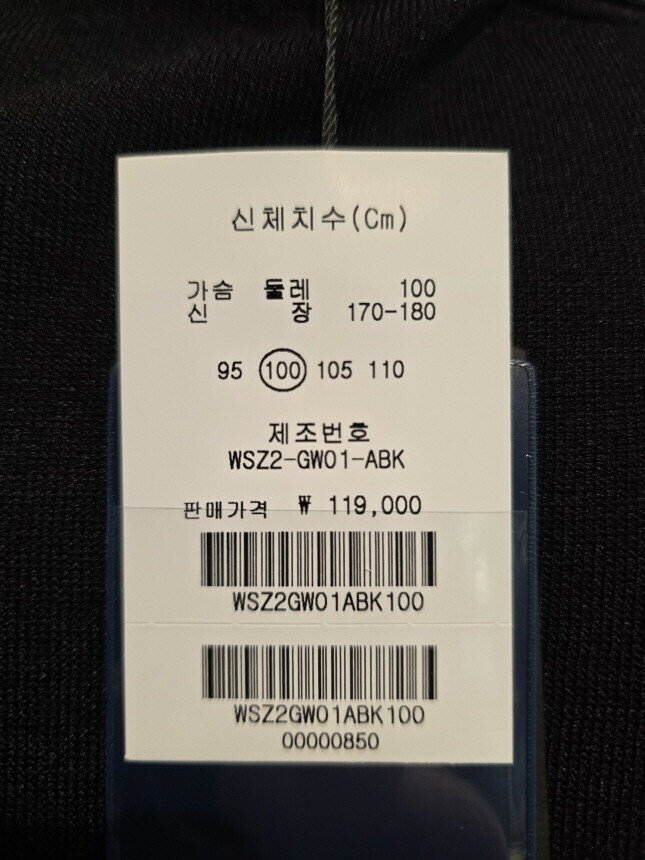 신체치수(Cm)
가슴 둘레 100
신 장 170-180
95 100 105 110
제조번호
WSZ2-GW01-ABK
판매가격 ₩ 119,000
WSZ2GW01ABK100
WSZ2GW01ABK100
00000850